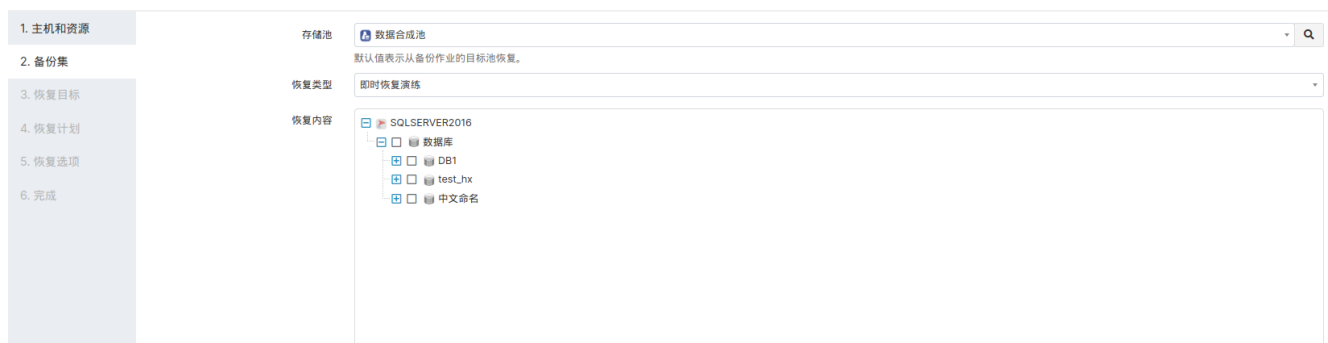 1. 主机和资源
2. 备份集
3. 恢复目标
4. 恢复计划
5. 恢复选项
6. 完成
存储池 数据合成池
默认值表示从备份作业的目标池恢复。
恢复类型 即时恢复演练
恢复内容 SQLSERVER2016
数据库
DB1
test_hx
中文命名